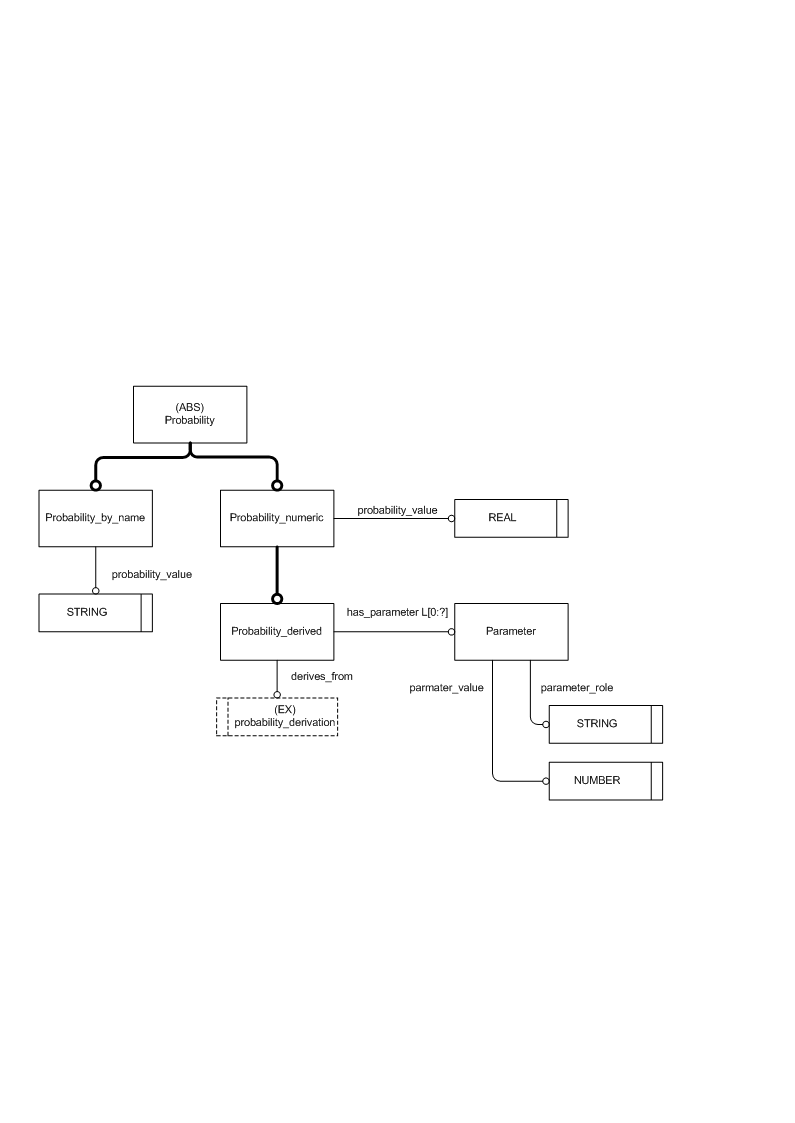 (ABS)
Probability
Probability_by_name
Probability_numeric
probability_value
REAL
probability_value
STRING
Probability_derived
has_parameter L[0:?]
Parameter
derives_from
parmater_value
parameter_role
(EX)
probability_derivation
STRING
NUMBER